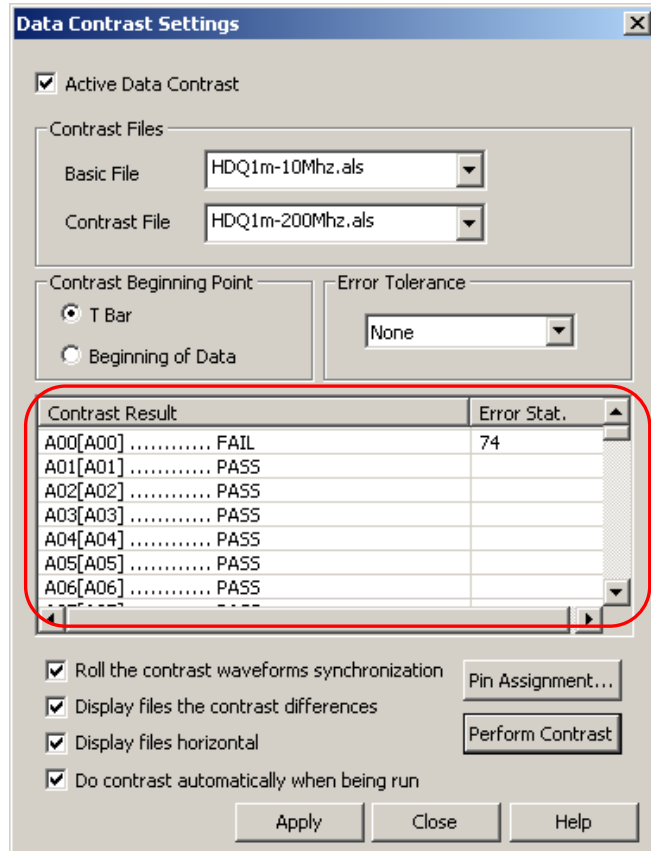 Data Contrast Settings
Active Data Contrast
Contrast Files
Basic File HDQ1m-10Mhz.als
Contrast File HDQ1m-200Mhz.als
Contrast Beginning Point Error Tolerance
T Bar
None
Beginning of Data
Contrast Result Error Stat.
A00[A00] ............ FAIL 74
A01[A01] ............ PASS
A02[A02] ............ PASS
A03[A03] ............ PASS
A04[A04] ............ PASS
A05[A05] ............ PASS
A06[A06] ............ PASS
Roll the contrast waveforms synchronization
Pin Assignment...
Display files the contrast differences
Perform Contrast
Display files horizontal
Do contrast automatically when being run
Apply Close Help